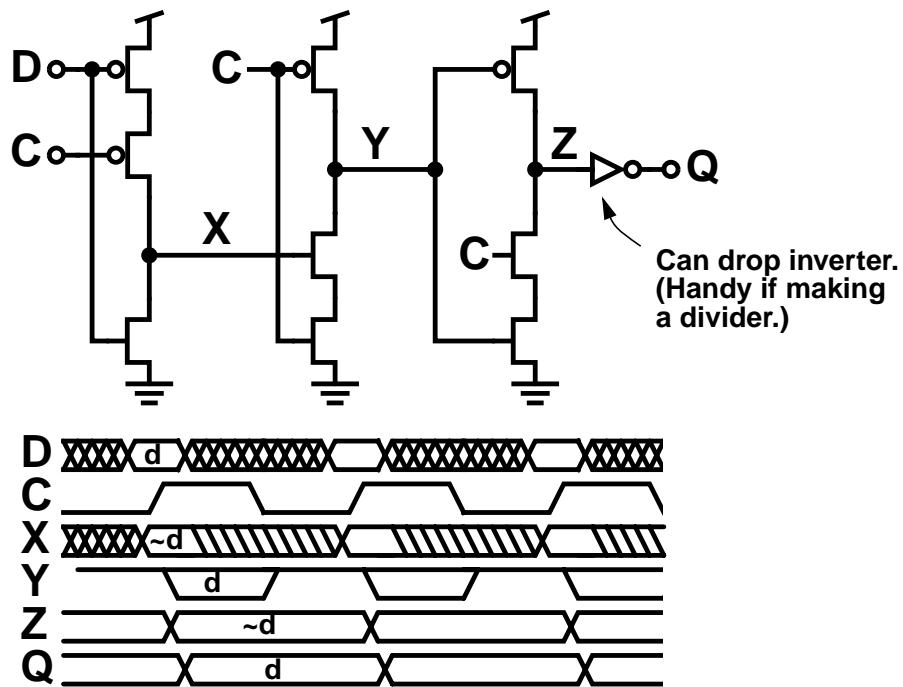 D
C
C
X
Y
Z
Q
C
Can drop inverter.
(Handy if making
a divider.)
D d
C
X ~d
Y d
Z ~d
Q d